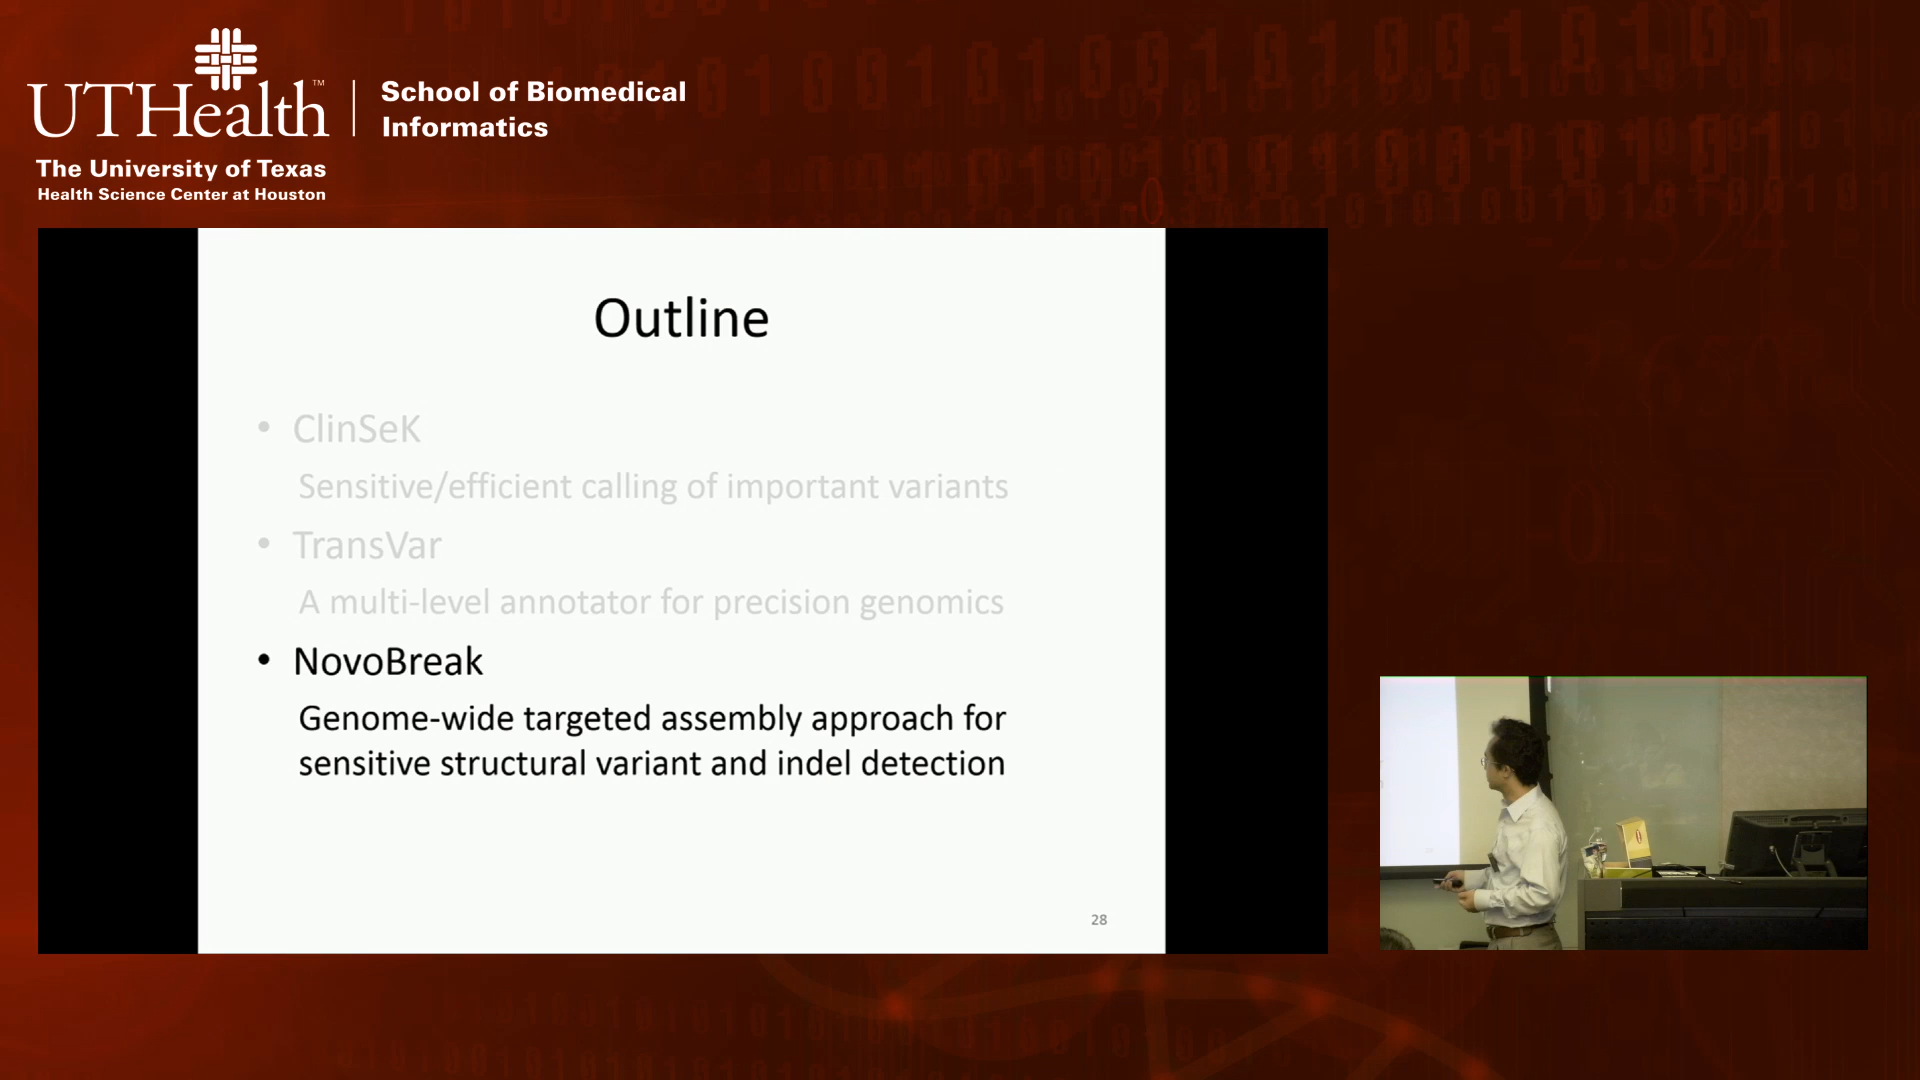 UTHealth™
School of Biomedical
Informatics
The University of Texas
Health Science Center at Houston
Outline
• ClinSeK
Sensitive/efficient calling of important variants
• TransVar
A multi-level annotator for precision genomics
• NovoBreak
Genome-wide targeted assembly approach for
sensitive structural variant and indel detection
28